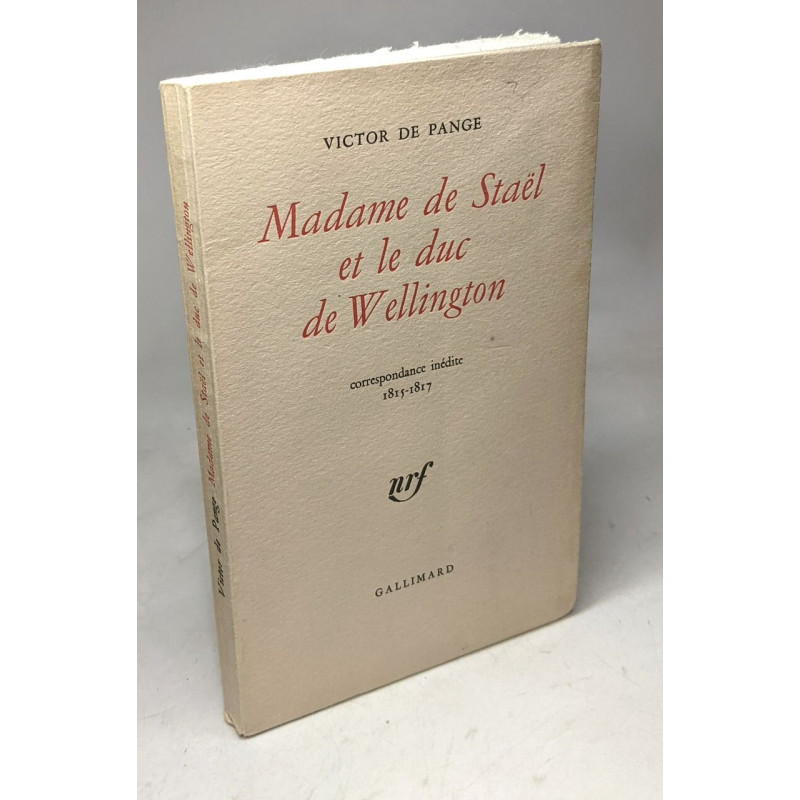 VICTOR DE PANGE
Madame de Staël
et le duc
de Wellington
correspondance inédite
1815-1817
nrf
GALLIMARD
Victor de Pange Madame de Staël et le duc de Wellington